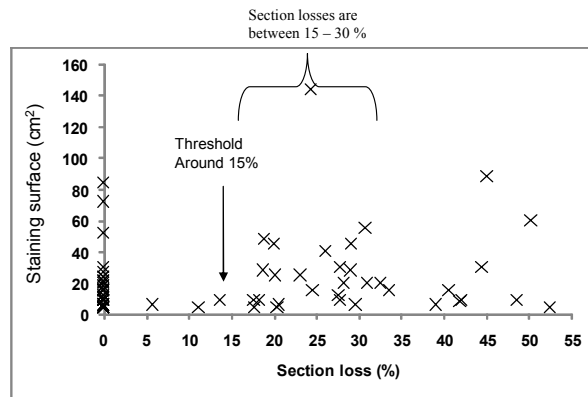 Section losses are
between 15 – 30 %
160
140
120
100
80
60
40
20
0
Staining surface (cm²)
Threshold
Around 15%
0 5 10 15 20 25 30 35 40 45 50 55
Section loss (%)